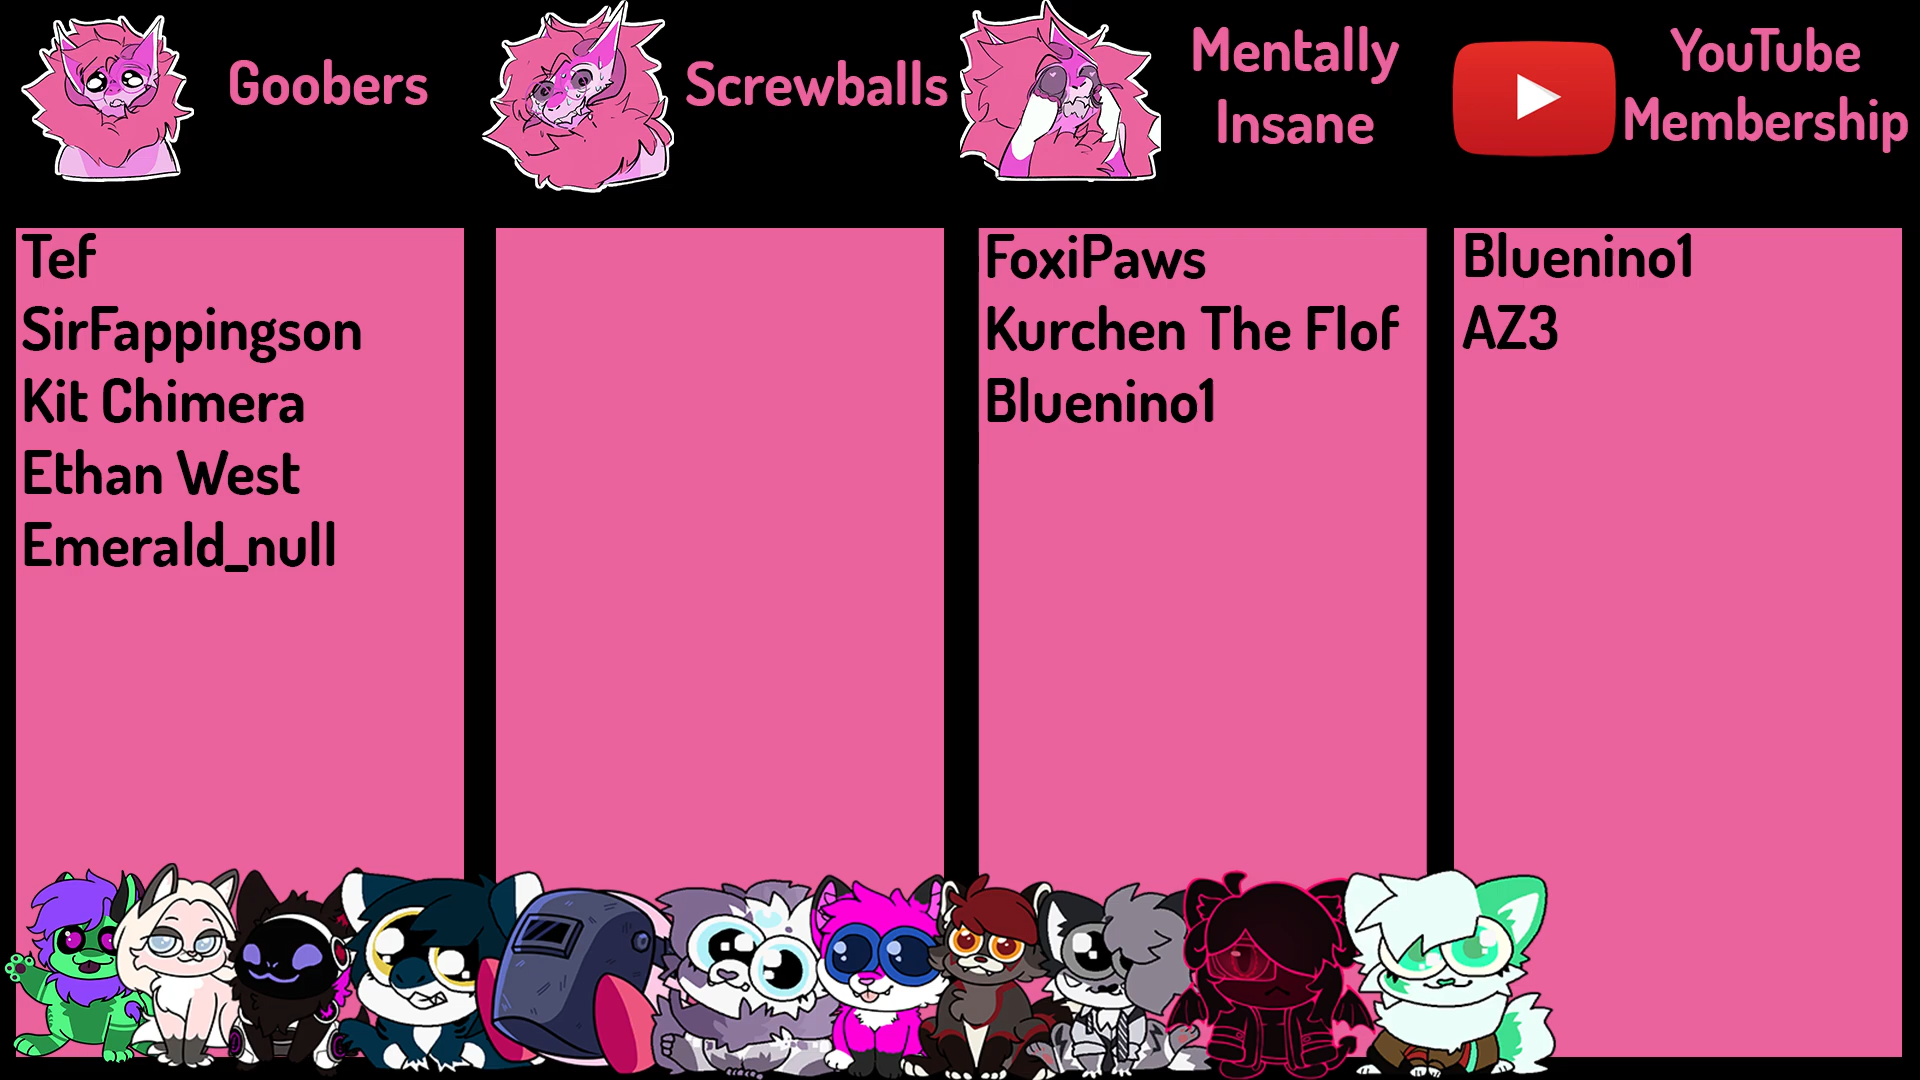 Goobers
Screwballs
Mentally
Insane
YouTube
Membership
Tef
SirFappingson
Kit Chimera
Ethan West
Emerald_null
FoxiPaws
Kurchen The Flof
Bluenino1
Bluenino1
AZ3